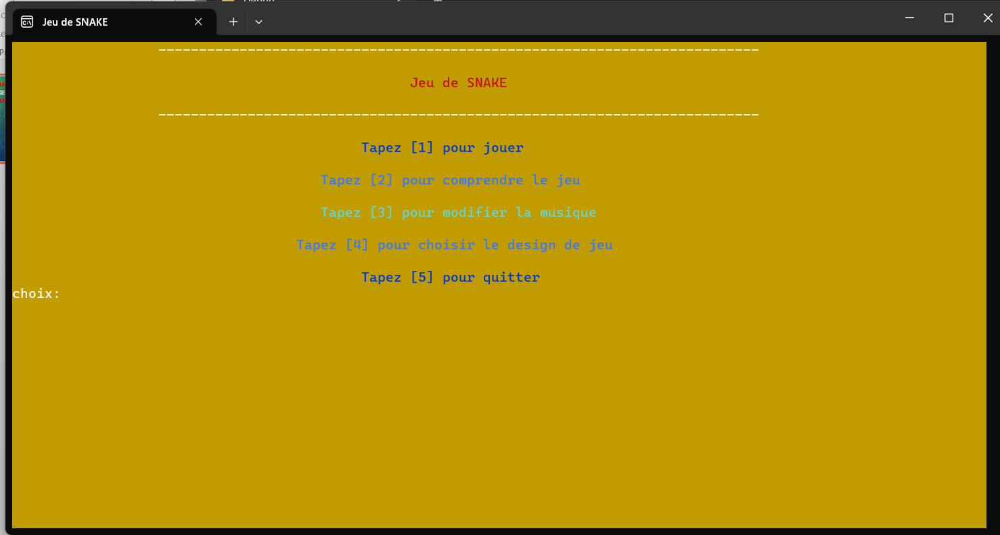 Jeu de SNAKE
--------------------------------------------------------------------------
Jeu de SNAKE
--------------------------------------------------------------------------
Tapez [1] pour jouer
Tapez [2] pour comprendre le jeu
Tapez [3] pour modifier la musique
Tapez [4] pour choisir le design de jeu
Tapez [5] pour quitter
choix: